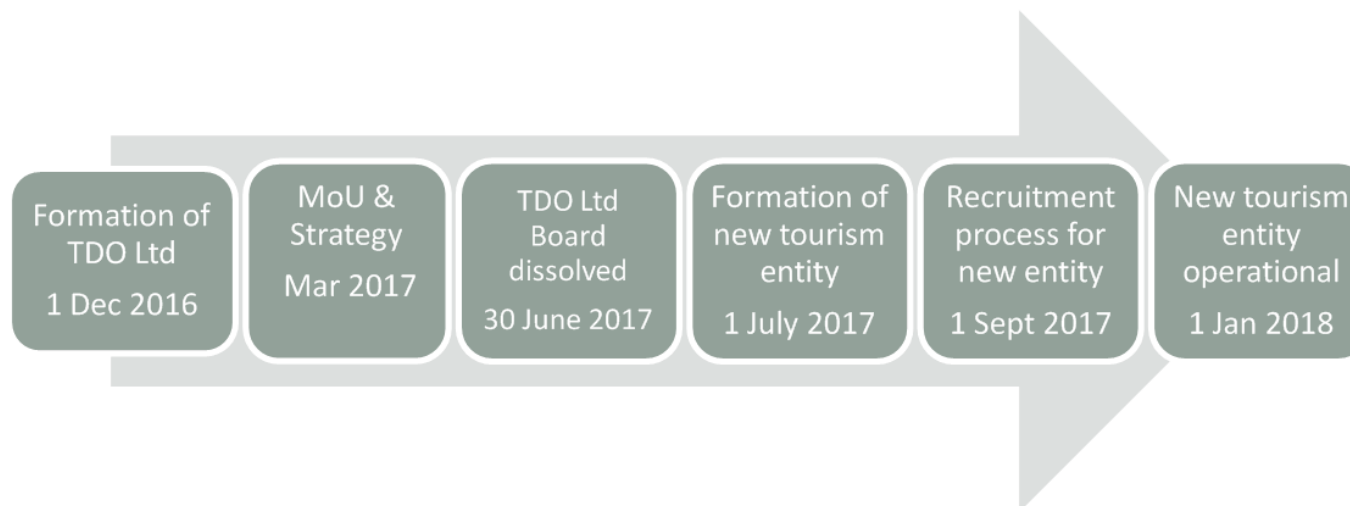 Formation of
TDO Ltd
1 Dec 2016
MoU &
Strategy
Mar 2017
TDO Ltd
Board
dissolved
30 June 2017
Formation of
new tourism
entity
1 July 2017
Recruitment
process for
new entity
1 Sept 2017
New tourism
entity
operational
1 Jan 2018